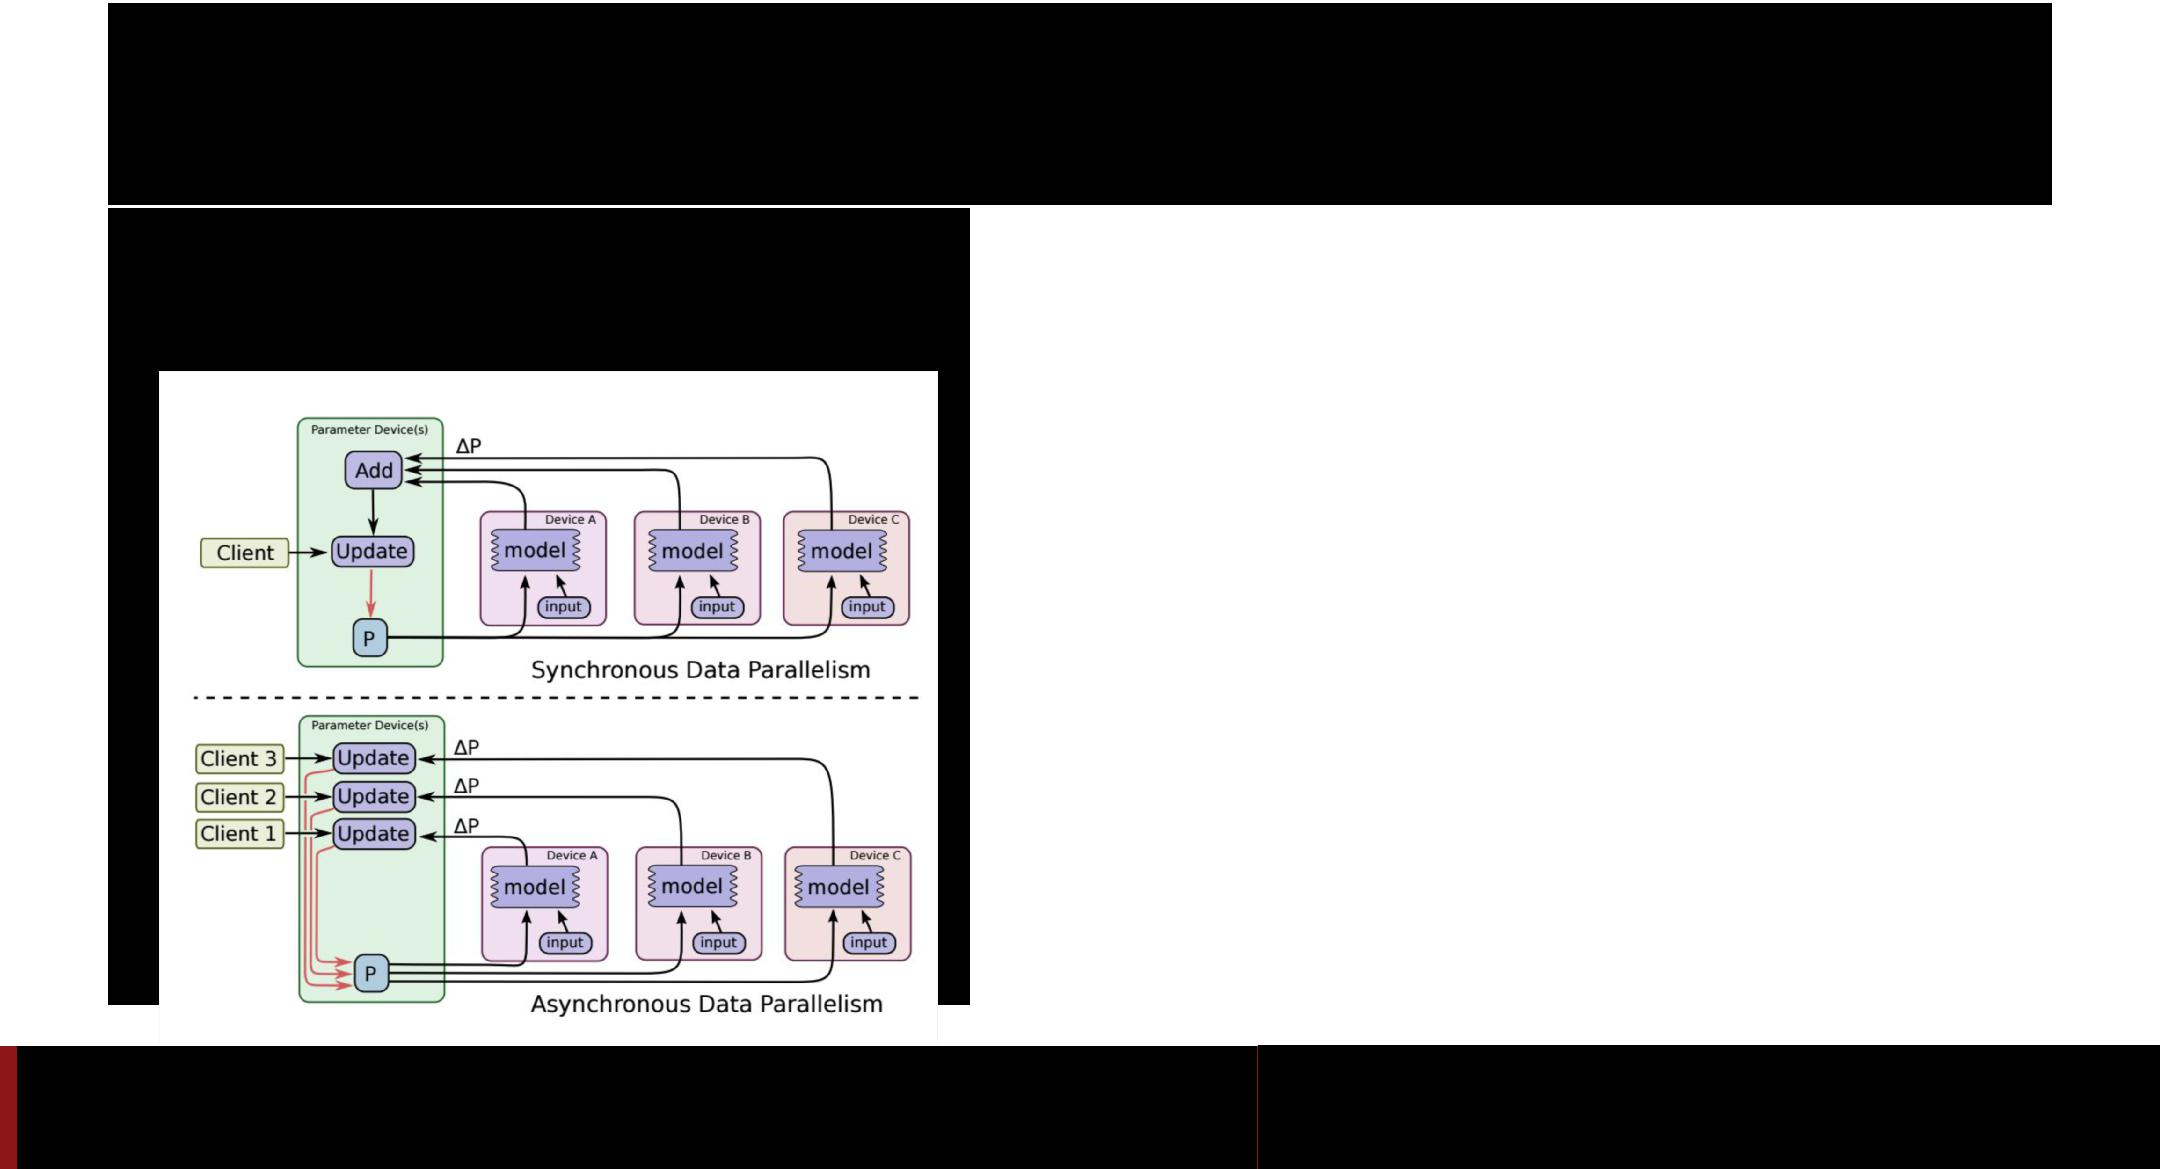 Parameter Device(s)
ΔP
Add
Device A
Device B
Device C
Client
Update
model
model
model
input
input
input
P
Synchronous Data Parallelism
Parameter Device(s)
Client 3
Update
ΔP
Client 2
Update
ΔP
Client 1
Update
ΔP
Device A
Device B
Device C
model
model
model
input
input
input
P
Asynchronous Data Parallelism